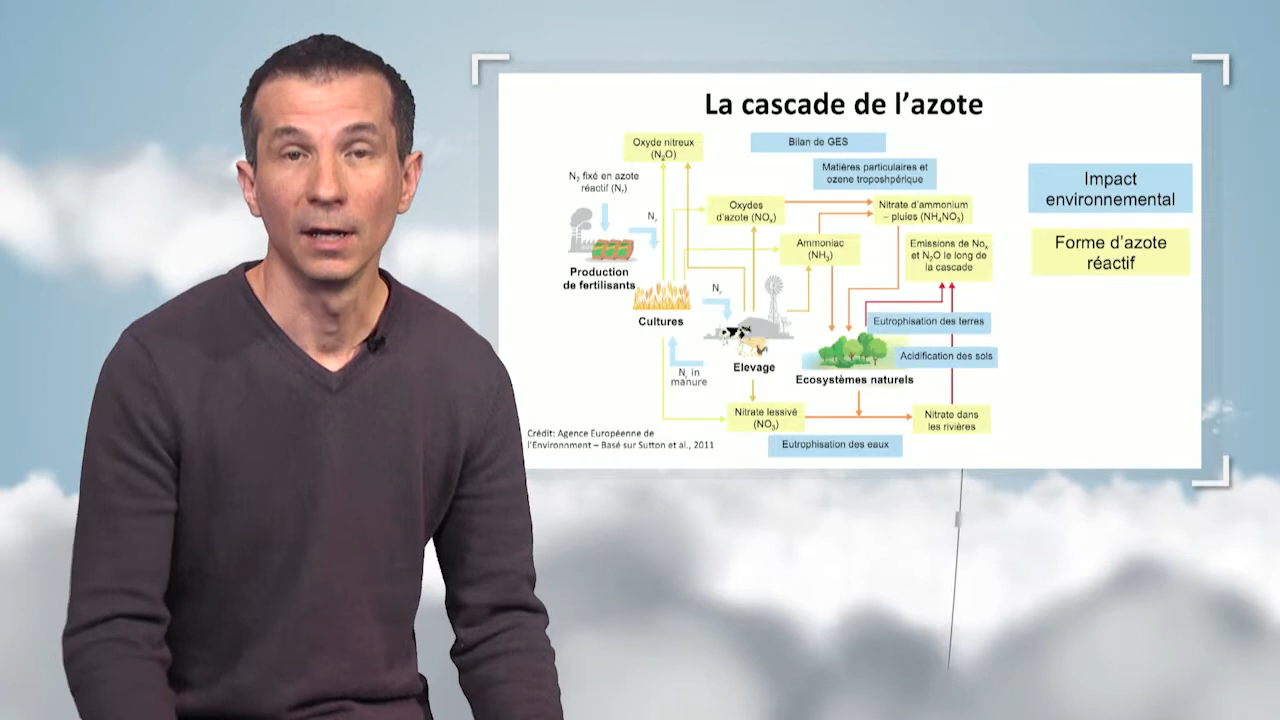 La cascade de l’azote
Oxyde nitreux
(N₂O)
Bilan de GES
Matières particulaires et
ozene troposhpérique
N₂ fixé en azote
réactif (Nᵣ)
Nᵣ
Oxydes
d’azote (NOₓ)
Nitrate d’ammonium
– pluies (NH₄NO₃)
Ammoniac
(NH₃)
Emissions de Noₓ
et N₂O le long de
la cascade
Production
de fertilisants
Nᵣ
Cultures
Eutrophisation des terres
Acidification des sols
Elevage
Nᵣ in
manure
Ecosystèmes naturels
Nitrate lessivé
(NO₃)
Nitrate dans
les rivières
Eutrophisation des eaux
Crédit: Agence Européenne de
l’Environnment – Basé sur Sutton et al., 2011
Impact
environnemental
Forme d’azote
réactif